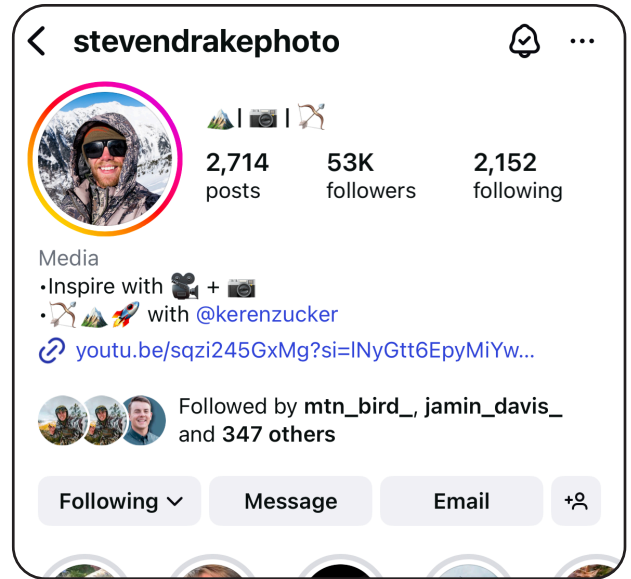 stevendrakephoto
🏔️| 📷 | 🏹
2,714 53K 2,152
posts followers following
Media
•Inspire with 🎥 + 📷
•🏹🏔️🚀 with @kerenzucker
youtu.be/sqzi245GxMg?si=lNyGtt6EpyMiYw...
Followed by mtn_bird_, jamin_davis_
and 347 others
Following Message Email